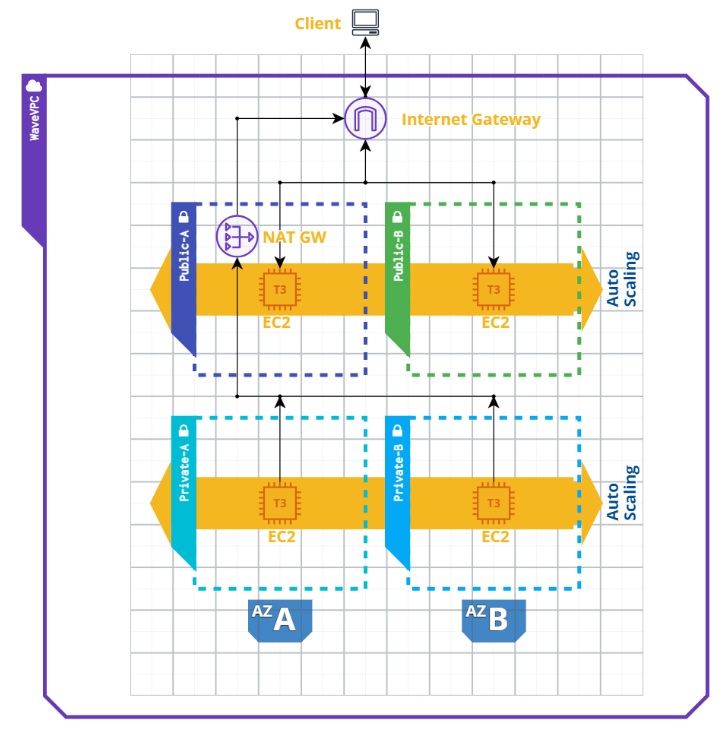 Client
WaveVPC
Internet Gateway
Public-A
NAT GW
Public-B
T3
EC2
T3
EC2
Auto
Scaling
Private-A
Private-B
T3
EC2
T3
EC2
Auto
Scaling
AZ A
AZ B